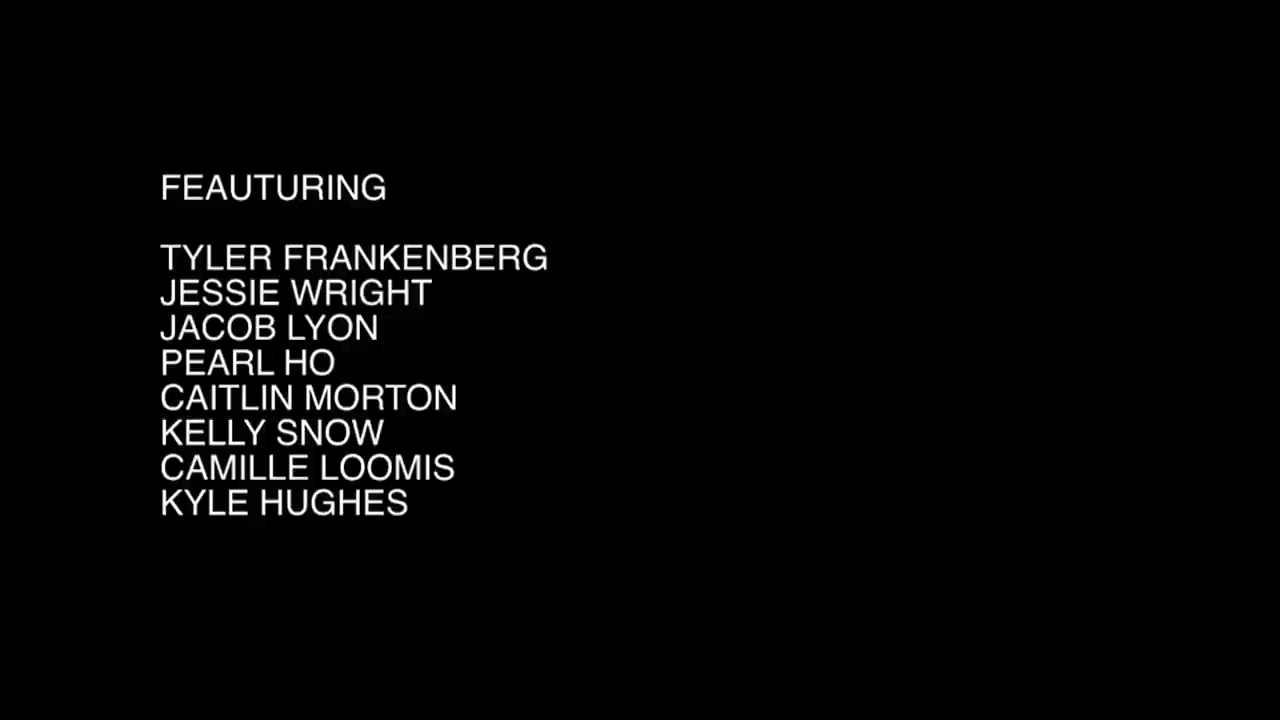 FEAUTURING
TYLER FRANKENBERG
JESSIE WRIGHT
JACOB LYON
PEARL HO
CAITLIN MORTON
KELLY SNOW
CAMILLE LOOMIS
KYLE HUGHES